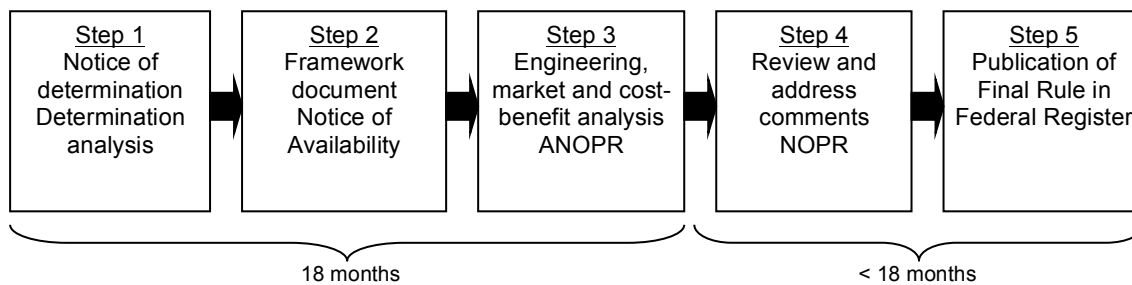 Step 1
Notice of
determination
Determination
analysis
Step 2
Framework
document
Notice of
Availability
Step 3
Engineering,
market and cost-
benefit analysis
ANOPR
Step 4
Review and
address
comments
NOPR
Step 5
Publication of
Final Rule in
Federal Register
18 months
< 18 months